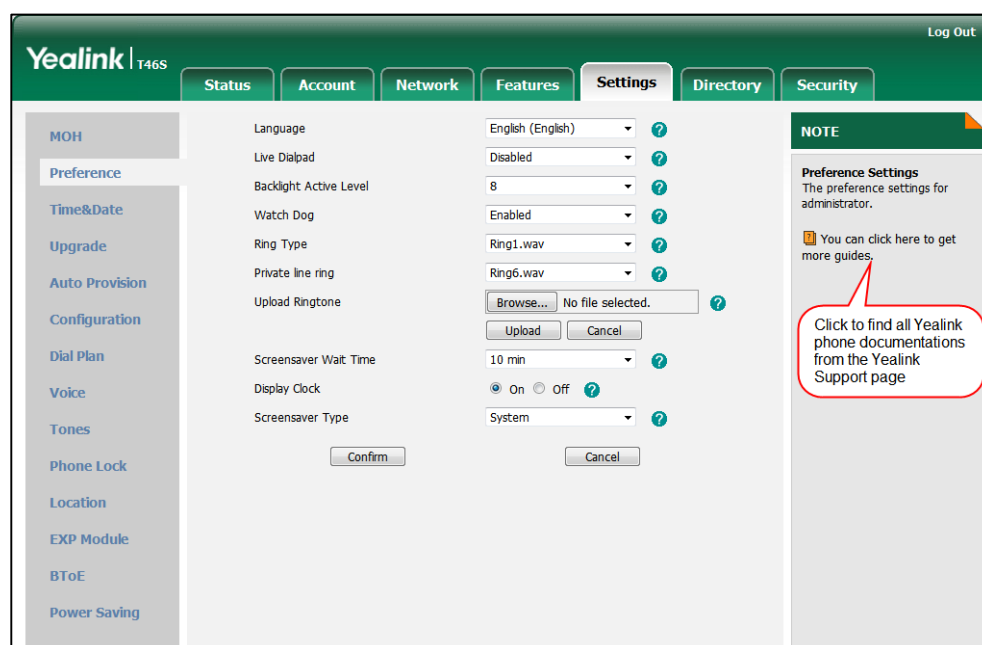 Log Out
Yealink T46S
Status Account Network Features Settings Directory Security
MOH
Preference
Time&Date
Upgrade
Auto Provision
Configuration
Dial Plan
Voice
Tones
Phone Lock
Location
EXP Module
BToE
Power Saving
Language English (English) ?
Live Dialpad Disabled ?
Backlight Active Level 8 ?
Watch Dog Enabled ?
Ring Type Ring1.wav ?
Private line ring Ring6.wav ?
Upload Ringtone Browse... No file selected. ?
Upload Cancel
Screensaver Wait Time 10 min ?
Display Clock On Off ?
Screensaver Type System ?
Confirm Cancel
NOTE
Preference Settings
The preference settings for
administrator.
? You can click here to get
more guides.
Click to find all Yealink
phone documentations
from the Yealink
Support page